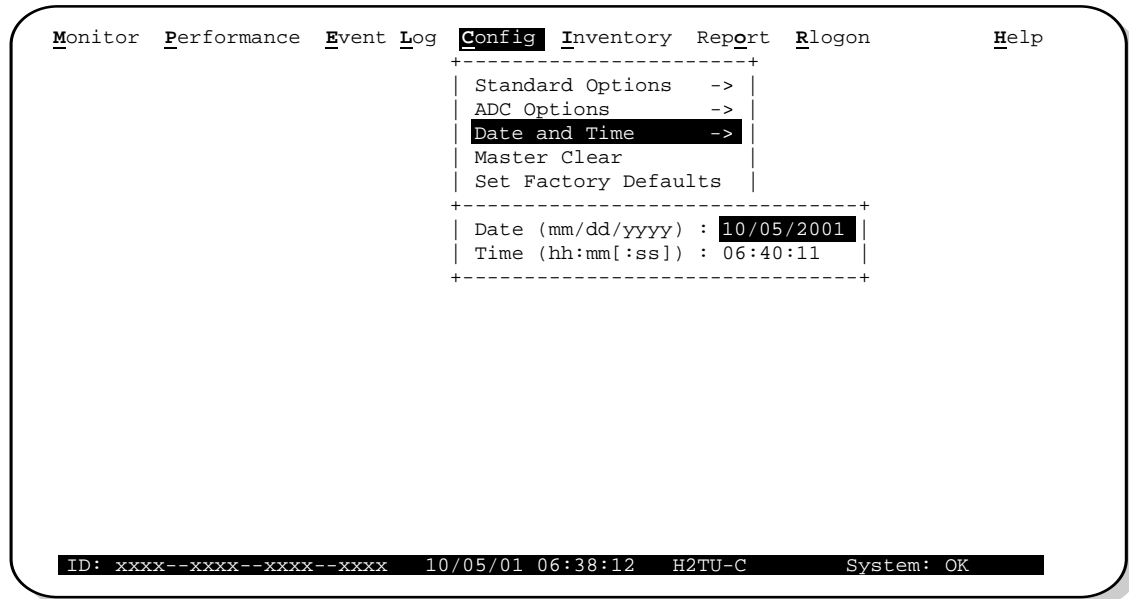 Monitor Performance Event Log Config Inventory Report Rlogon Help
+-----------------------+
| Standard Options -> |
| ADC Options -> |
| Date and Time -> |
| Master Clear |
| Set Factory Defaults |
+--------------------------------+
| Date (mm/dd/yyyy) : 10/05/2001 |
| Time (hh:mm[:ss]) : 06:40:11 |
+--------------------------------+
ID: xxxx--xxxx--xxxx--xxxx 10/05/01 06:38:12 H2TU-C System: OK